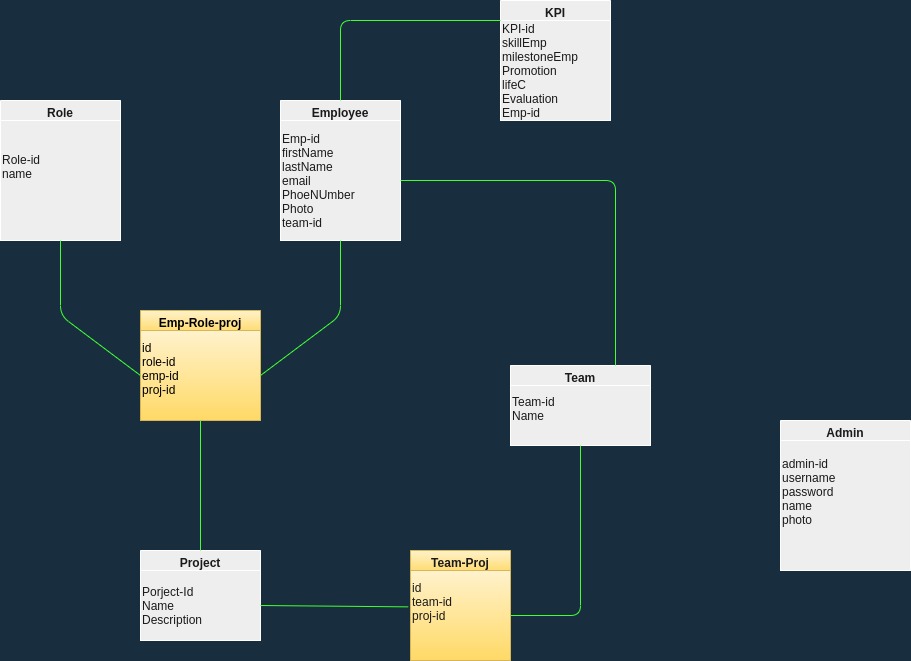 KPI
KPI-id
skillEmp
milestoneEmp
Promotion
lifeC
Evaluation
Emp-id
Role
Role-id
name
Employee
Emp-id
firstName
lastName
email
PhoeNUmber
Photo
team-id
Emp-Role-proj
id
role-id
emp-id
proj-id
Team
Team-id
Name
Admin
admin-id
username
password
name
photo
Project
Porject-Id
Name
Description
Team-Proj
id
team-id
proj-id